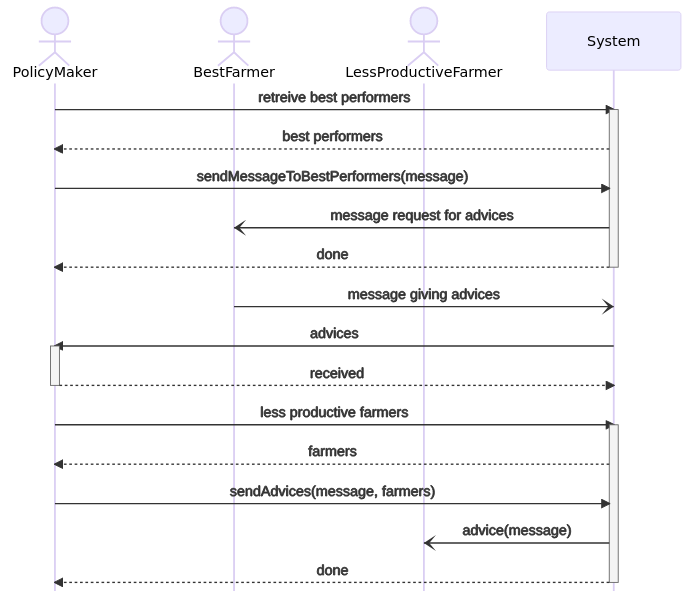 System
PolicyMaker
BestFarmer
LessProductiveFarmer
retreive best performers
best performers
sendMessageToBestPerformers(message)
message request for advices
done
message giving advices
advices
received
less productive farmers
farmers
sendAdvices(message, farmers)
advice(message)
done